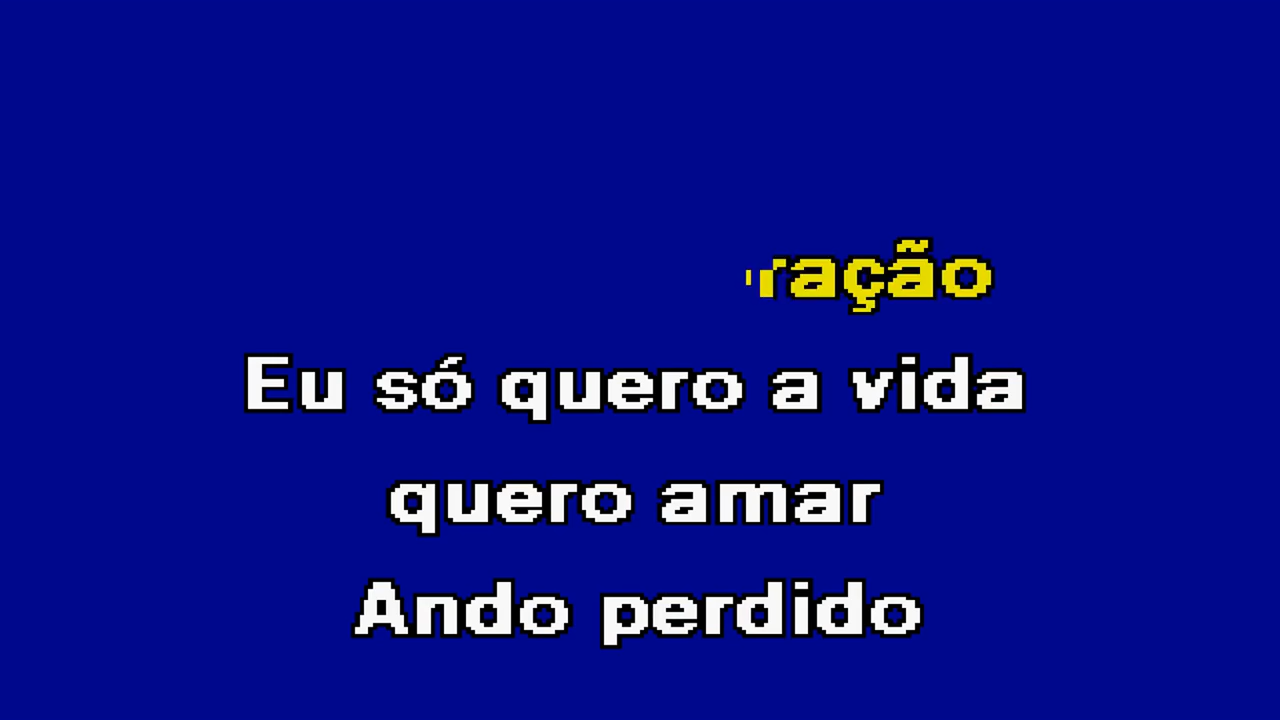 ração
Eu só quero a vida
quero amar
Ando perdido